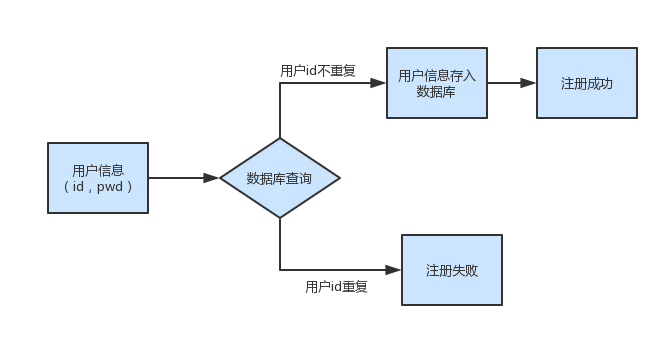 用户id不重复
用户信息存入
数据库
注册成功
用户信息
（id，pwd）
数据库查询
注册失败
用户id重复